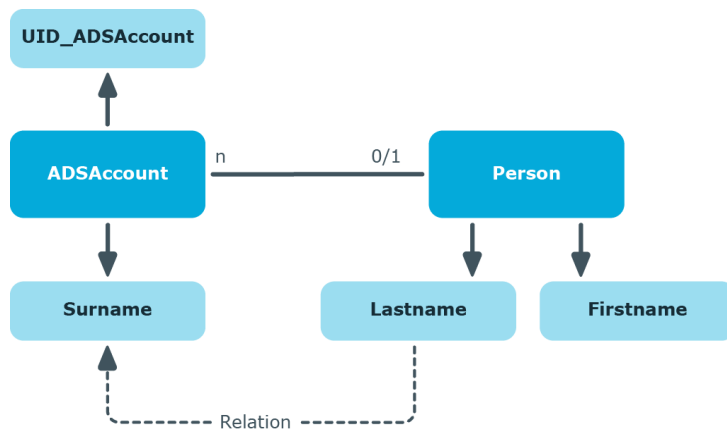 UID_ADSAccount
ADSAccount
n
0/1
Person
Surname
Lastname
Firstname
Relation